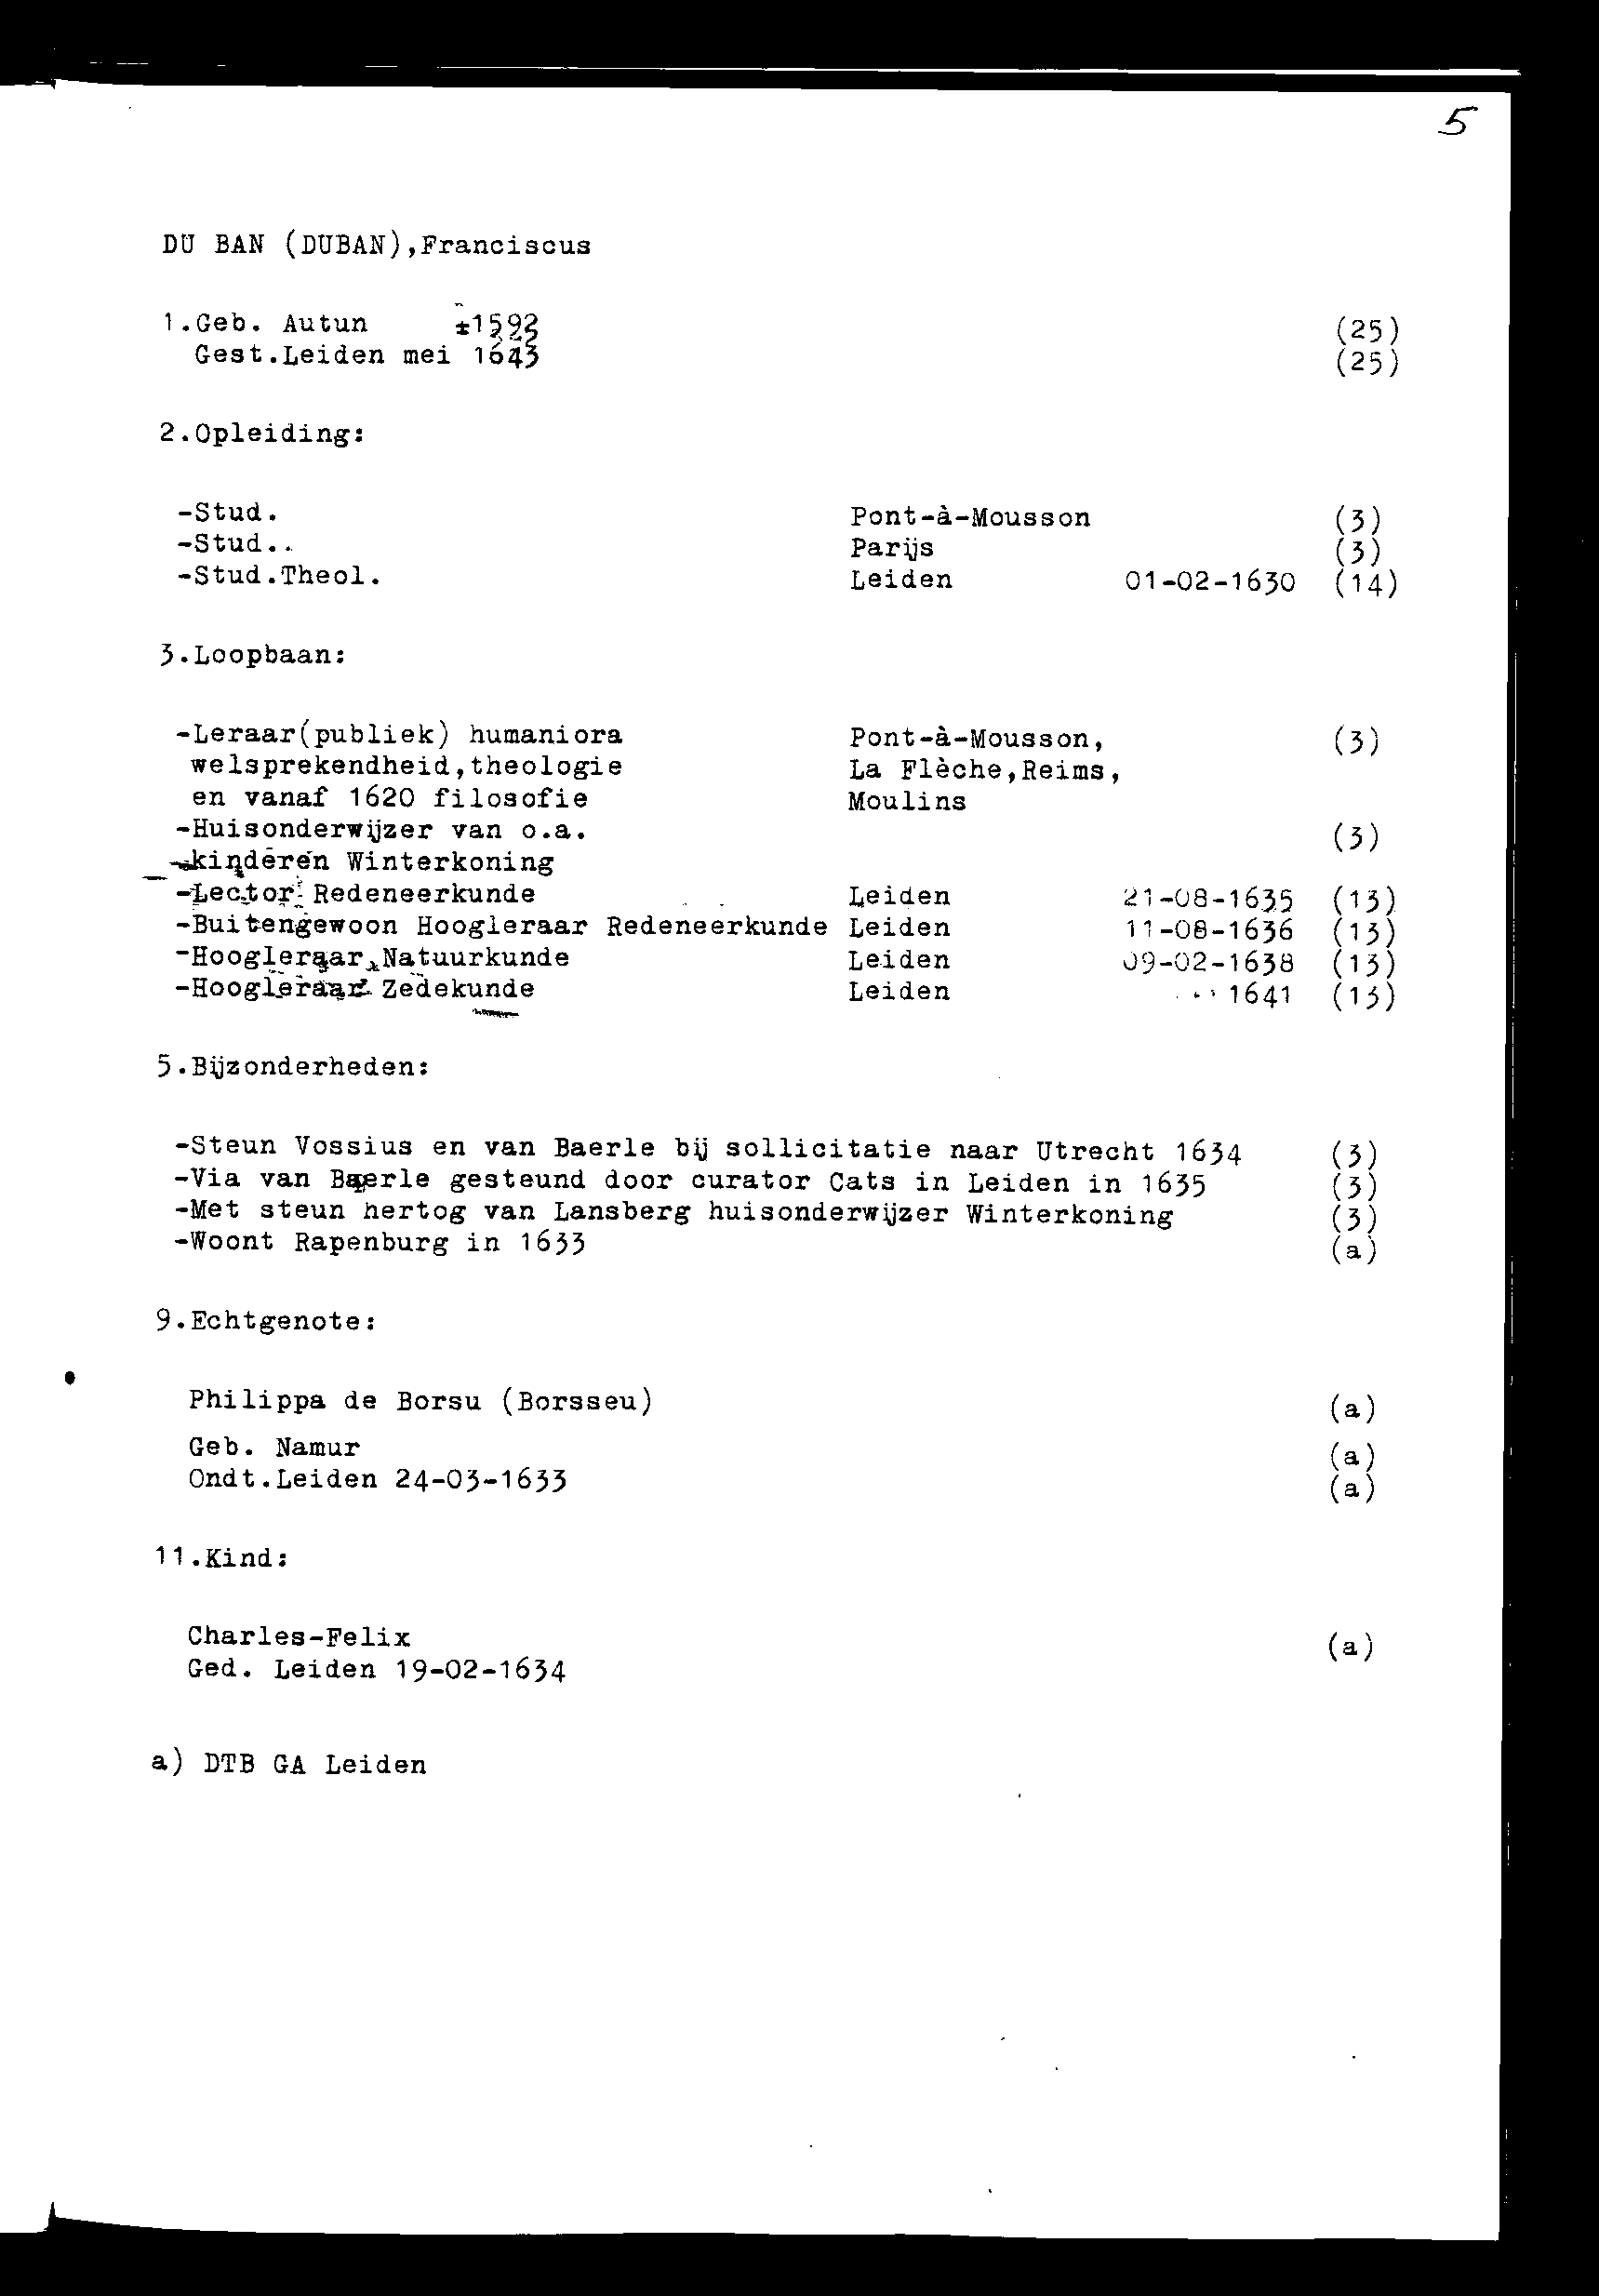 5
DU BAN (DUBAN),Franciscus
1.Geb. Autun ±1592 (25)
Gest.Leiden mei 1643 (25)
2.Opleiding:
-Stud. Pont-à-Mousson (3)
-Stud.. Parijs (3)
-Stud.Theol. Leiden 01-02-1630 (14)
3.Loopbaan:
-Leraar(publiek) humaniora Pont-à-Mousson, (3)
welsprekendheid,theologie La Flèche,Reims,
en vanaf 1620 filosofie Moulins
-Huisonderwijzer van o.a. (3)
kinderen Winterkoning
-Lector Redeneerkunde Leiden 21-08-1635 (13)
-Buitengewoon Hoogleraar Redeneerkunde Leiden 11-08-1636 (13)
-Hoogleraar Natuurkunde Leiden 09-02-1638 (13)
-Hoogleraar Zedekunde Leiden 1641 (13)
5.Bijzonderheden:
-Steun Vossius en van Baerle bij sollicitatie naar Utrecht 1634 (3)
-Via van Baerle gesteund door curator Cats in Leiden in 1635 (3)
-Met steun hertog van Lansberg huisonderwijzer Winterkoning (3)
-Woont Rapenburg in 1633 (a)
9.Echtgenote:
Philippa de Borsu (Borsseu) (a)
Geb. Namur (a)
Ondt.Leiden 24-03-1633 (a)
11.Kind:
Charles-Felix (a)
Ged. Leiden 19-02-1634
a) DTB GA Leiden